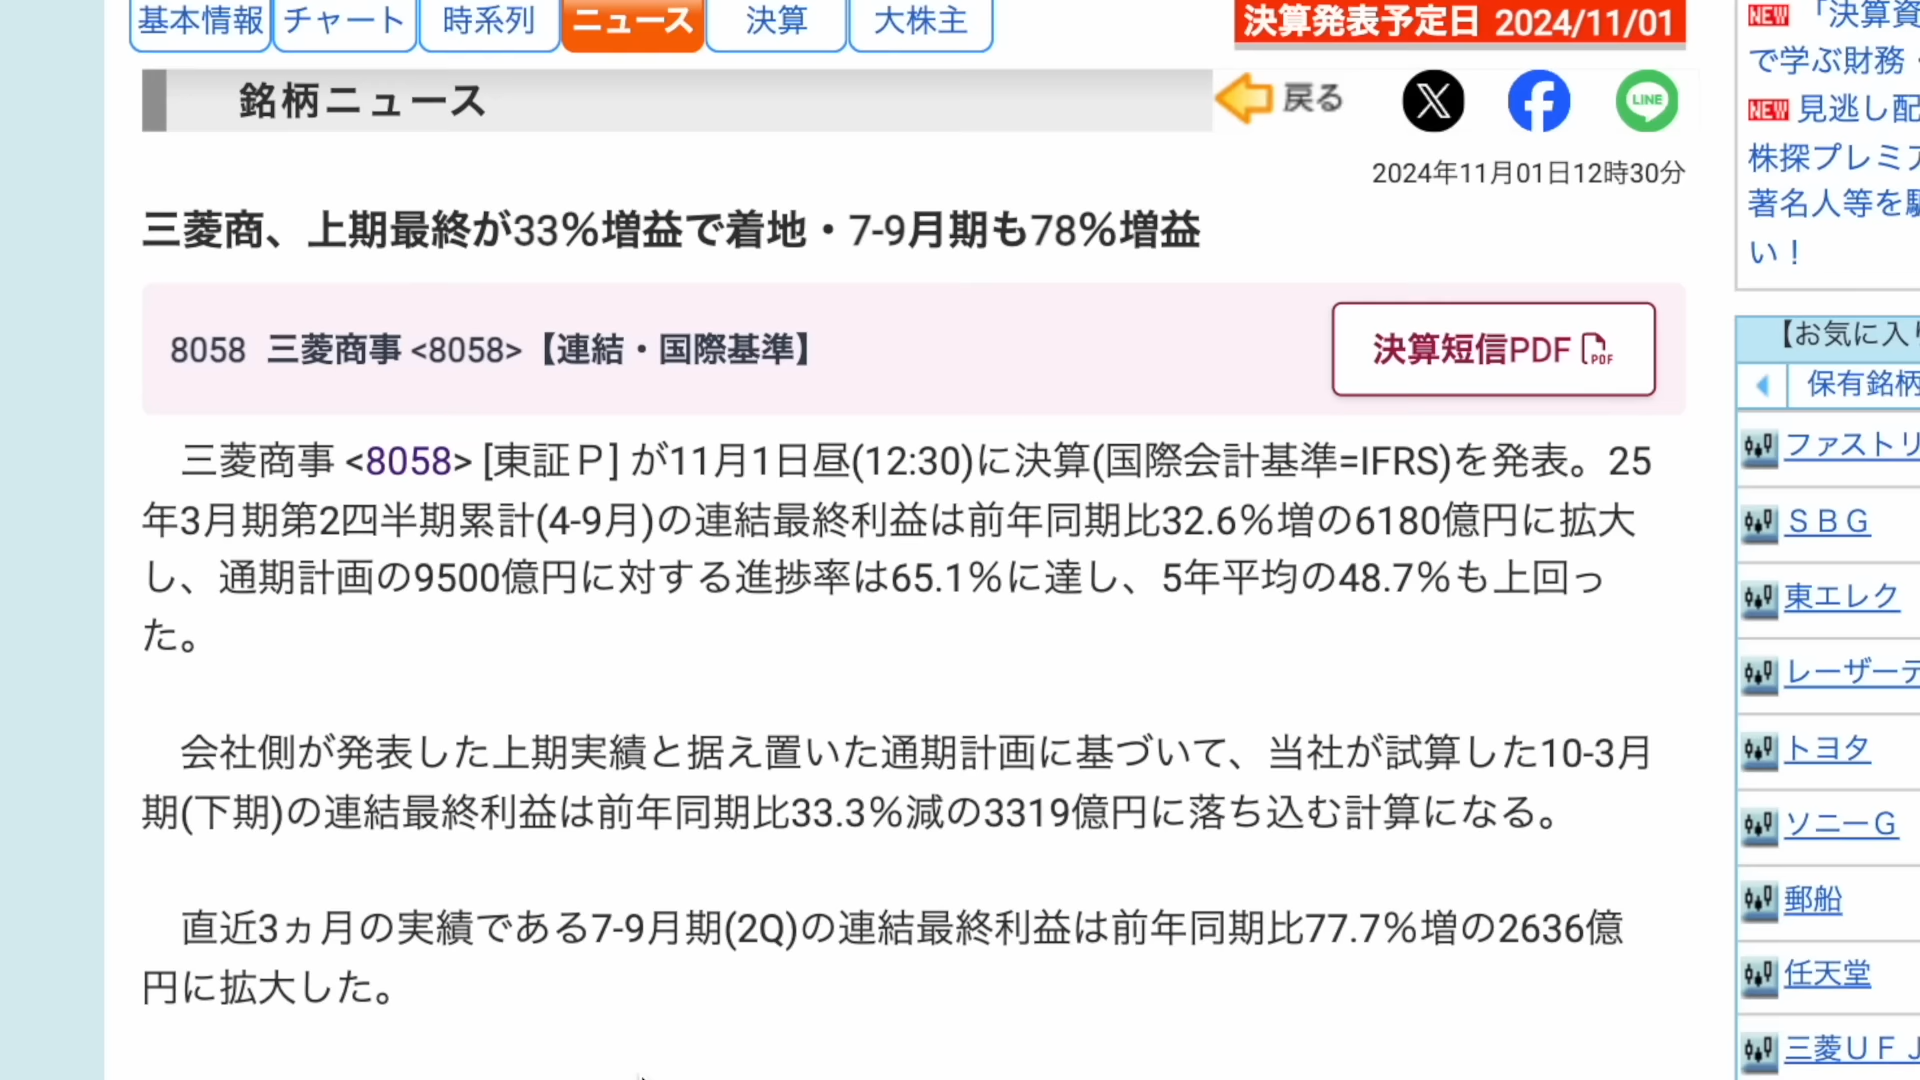 基本情報 チャート 時系列 ニュース 決算 大株主
決算発表予定日 2024/11/01
銘柄ニュース
戻る
LINE
2024年11月01日12時30分
三菱商、上期最終が33％増益で着地・7-9月期も78％増益
8058 三菱商事 <8058>【連結・国際基準】
決算短信PDF
PDF
三菱商事 <8058> [東証Ｐ] が11月1日昼(12:30)に決算(国際会計基準=IFRS)を発表。25
年3月期第2四半期累計(4-9月)の連結最終利益は前年同期比32.6％増の6180億円に拡大
し、通期計画の9500億円に対する進捗率は65.1％に達し、5年平均の48.7％も上回っ
た。
会社側が発表した上期実績と据え置いた通期計画に基づいて、当社が試算した10-3月
期(下期)の連結最終利益は前年同期比33.3％減の3319億円に落ち込む計算になる。
直近3ヵ月の実績である7-9月期(2Q)の連結最終利益は前年同期比77.7％増の2636億
円に拡大した。
NEW 「決算資
で学ぶ財務・
NEW 見逃し配
株探プレミア
著名人等を
い！
【お気に入り
保有銘柄
ファストリ
ＳＢＧ
東エレク
レーザーテ
トヨタ
ソニーＧ
郵船
任天堂
三菱ＵＦＪ